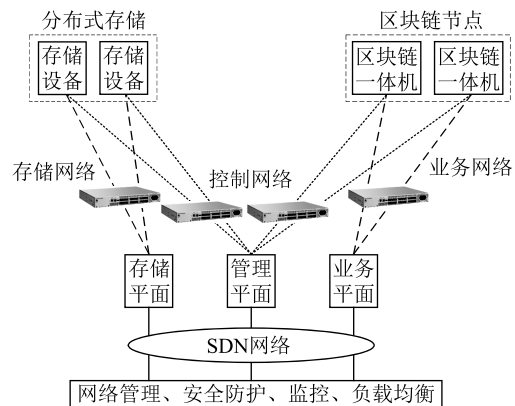 分布式存储
区块链节点
存储
设备
存储
设备
区块链
一体机
区块链
一体机
存储网络
控制网络
业务网络
存储
平面
管理
平面
业务
平面
SDN网络
网络管理、安全防护、监控、负载均衡